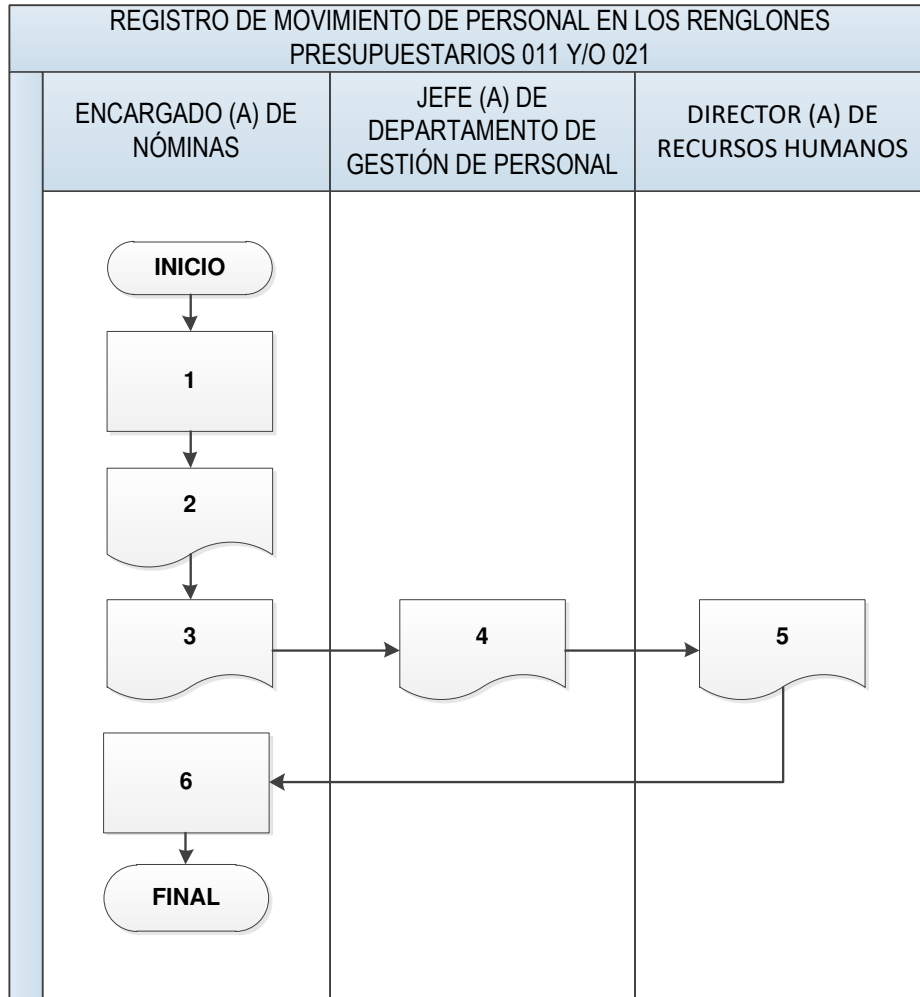 REGISTRO DE MOVIMIENTO DE PERSONAL EN LOS RENGLONES
PRESUPUESTARIOS 011 Y/O 021
ENCARGADO (A) DE
NÓMINAS
JEFE (A) DE
DEPARTAMENTO DE
GESTIÓN DE PERSONAL
DIRECTOR (A) DE
RECURSOS HUMANOS
INICIO
1
2
3
4
5
6
FINAL